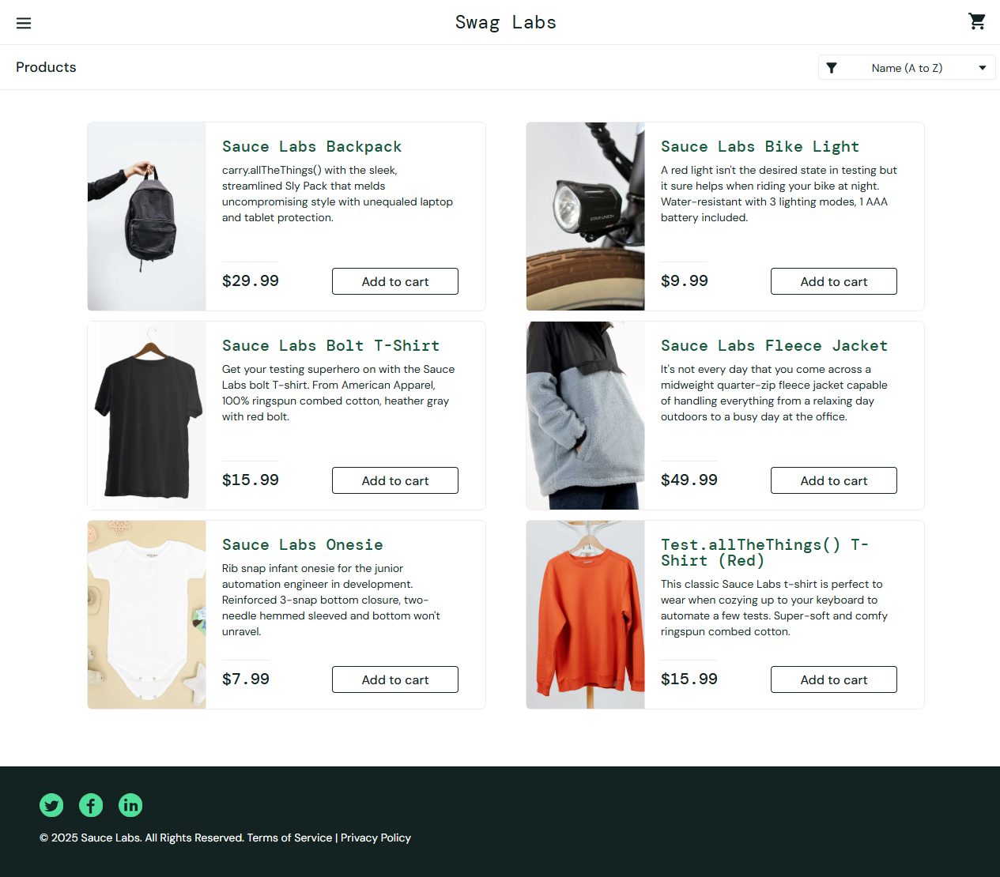 Swag Labs
Products
Name (A to Z)
Sauce Labs Backpack
carry.allTheThings() with the sleek,
streamlined Sly Pack that melds
uncompromising style with unequaled laptop
and tablet protection.
$29.99
Add to cart
Sauce Labs Bike Light
A red light isn't the desired state in testing but
it sure helps when riding your bike at night.
Water-resistant with 3 lighting modes, 1 AAA
battery included.
$9.99
Add to cart
STAR UNION
Sauce Labs Bolt T-Shirt
Get your testing superhero on with the Sauce
Labs bolt T-shirt. From American Apparel,
100% ringspun combed cotton, heather gray
with red bolt.
$15.99
Add to cart
Sauce Labs Fleece Jacket
It's not every day that you come across a
midweight quarter-zip fleece jacket capable
of handling everything from a relaxing day
outdoors to a busy day at the office.
$49.99
Add to cart
Sauce Labs Onesie
Rib snap infant onesie for the junior
automation engineer in development.
Reinforced 3-snap bottom closure, two-
needle hemmed sleeved and bottom won't
unravel.
$7.99
Add to cart
Test.allTheThings() T-
Shirt (Red)
This classic Sauce Labs t-shirt is perfect to
wear when cozying up to your keyboard to
automate a few tests. Super-soft and comfy
ringspun combed cotton.
$15.99
Add to cart
© 2025 Sauce Labs. All Rights Reserved. Terms of Service | Privacy Policy